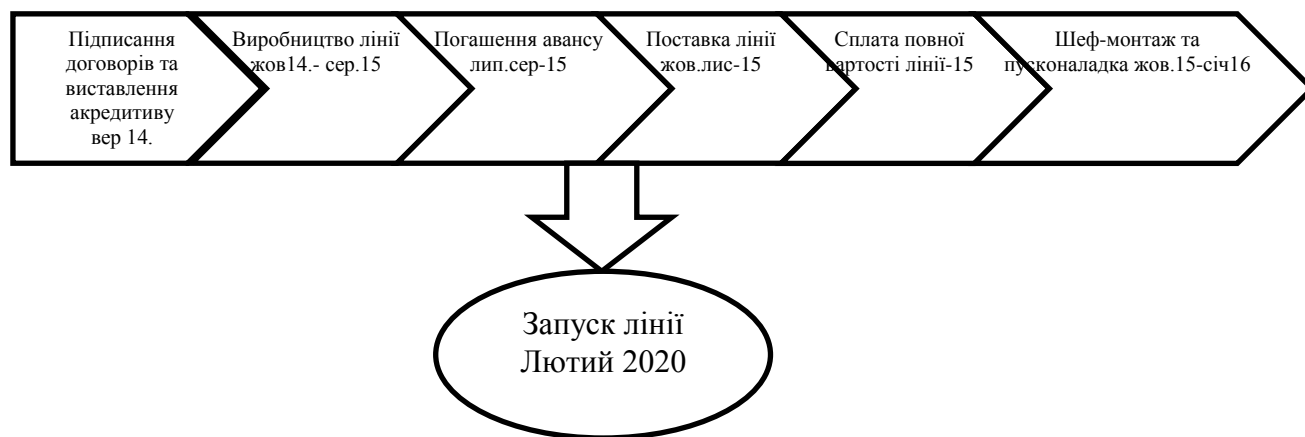 Підписання
договорів та
виставлення
акредитиву
вер 14.
Виробництво лінії
жов14.- сер.15
Погашення авансу
лип.сер-15
Поставка лінії
жов.лис-15
Сплата повної
вартості лінії-15
Шеф-монтаж та
пусконаладка жов.15-січ16
Запуск лінії
Лютий 2020